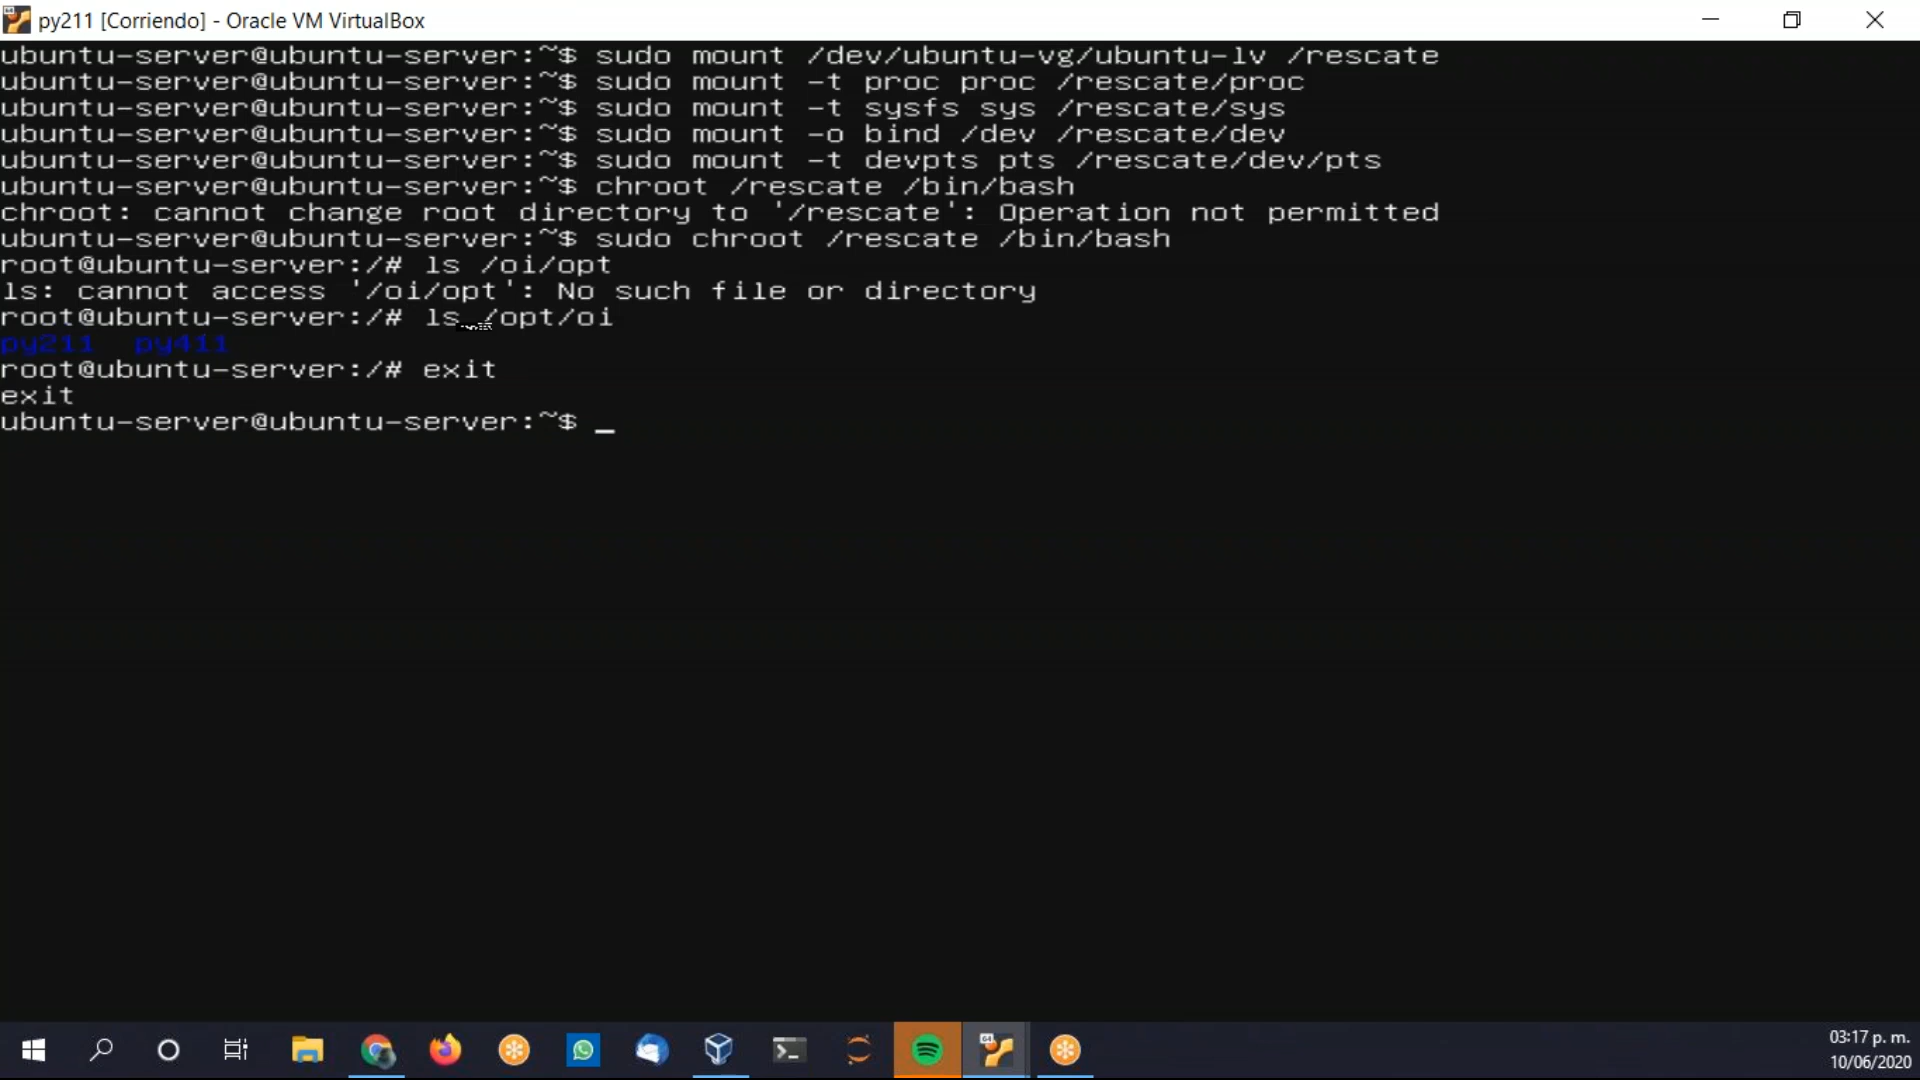 py211 [Corriendo] - Oracle VM VirtualBox
ubuntu-server@ubuntu-server:~$ sudo mount /dev/ubuntu-vg/ubuntu-lv /rescate
ubuntu-server@ubuntu-server:~$ sudo mount -t proc proc /rescate/proc
ubuntu-server@ubuntu-server:~$ sudo mount -t sysfs sys /rescate/sys
ubuntu-server@ubuntu-server:~$ sudo mount -o bind /dev /rescate/dev
ubuntu-server@ubuntu-server:~$ sudo mount -t devpts pts /rescate/dev/pts
ubuntu-server@ubuntu-server:~$ chroot /rescate /bin/bash
chroot: cannot change root directory to '/rescate': Operation not permitted
ubuntu-server@ubuntu-server:~$ sudo chroot /rescate /bin/bash
root@ubuntu-server:/# ls /oi/opt
ls: cannot access '/oi/opt': No such file or directory
root@ubuntu-server:/# ls /opt/oi
py211  py411
root@ubuntu-server:/# exit
exit
ubuntu-server@ubuntu-server:~$ _
03:17 p. m.
10/06/2020